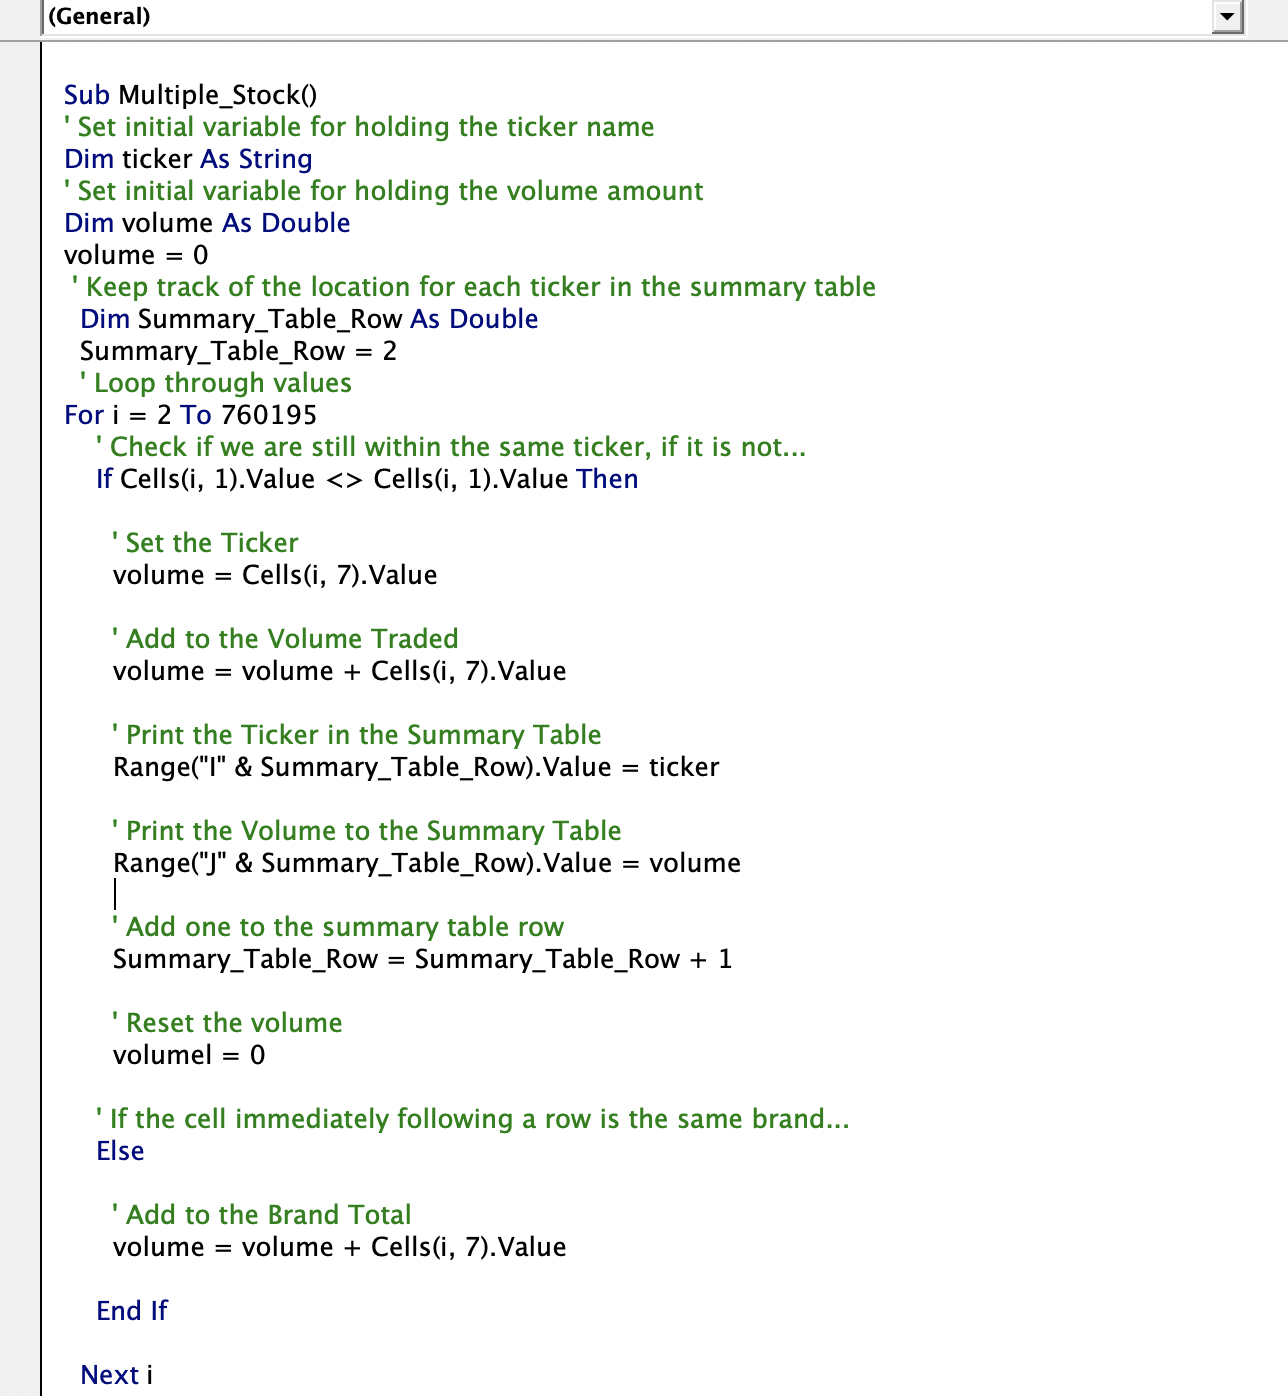 (General)
Sub Multiple_Stock()
' Set initial variable for holding the ticker name
Dim ticker As String
' Set initial variable for holding the volume amount
Dim volume As Double
volume = 0
' Keep track of the location for each ticker in the summary table
Dim Summary_Table_Row As Double
Summary_Table_Row = 2
' Loop through values
For i = 2 To 760195
' Check if we are still within the same ticker, if it is not...
If Cells(i, 1).Value <> Cells(i, 1).Value Then
' Set the Ticker
volume = Cells(i, 7).Value
' Add to the Volume Traded
volume = volume + Cells(i, 7).Value
' Print the Ticker in the Summary Table
Range("I" & Summary_Table_Row).Value = ticker
' Print the Volume to the Summary Table
Range("J" & Summary_Table_Row).Value = volume
' Add one to the summary table row
Summary_Table_Row = Summary_Table_Row + 1
' Reset the volume
volumel = 0
' If the cell immediately following a row is the same brand...
Else
' Add to the Brand Total
volume = volume + Cells(i, 7).Value
End If
Next i